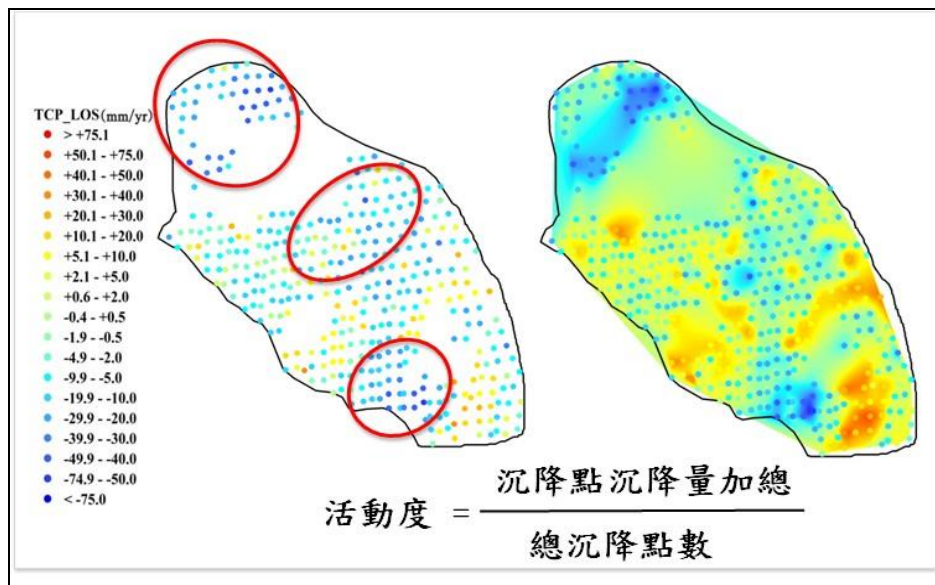 TCP_LOS(mm/yr)
> +75.1
+50.1 - +75.0
+40.1 - +50.0
+30.1 - +40.0
+20.1 - +30.0
+10.1 - +20.0
+5.1 - +10.0
+2.1 - +5.0
+0.6 - +2.0
-0.4 - +0.5
-1.9 - -0.5
-4.9 - -2.0
-9.9 - -5.0
-19.9 - -10.0
-29.9 - -20.0
-39.9 - -30.0
-49.9 - -40.0
-74.9 - -50.0
< -75.0
沉降點沉降量加總
活動度 =
總沉降點數